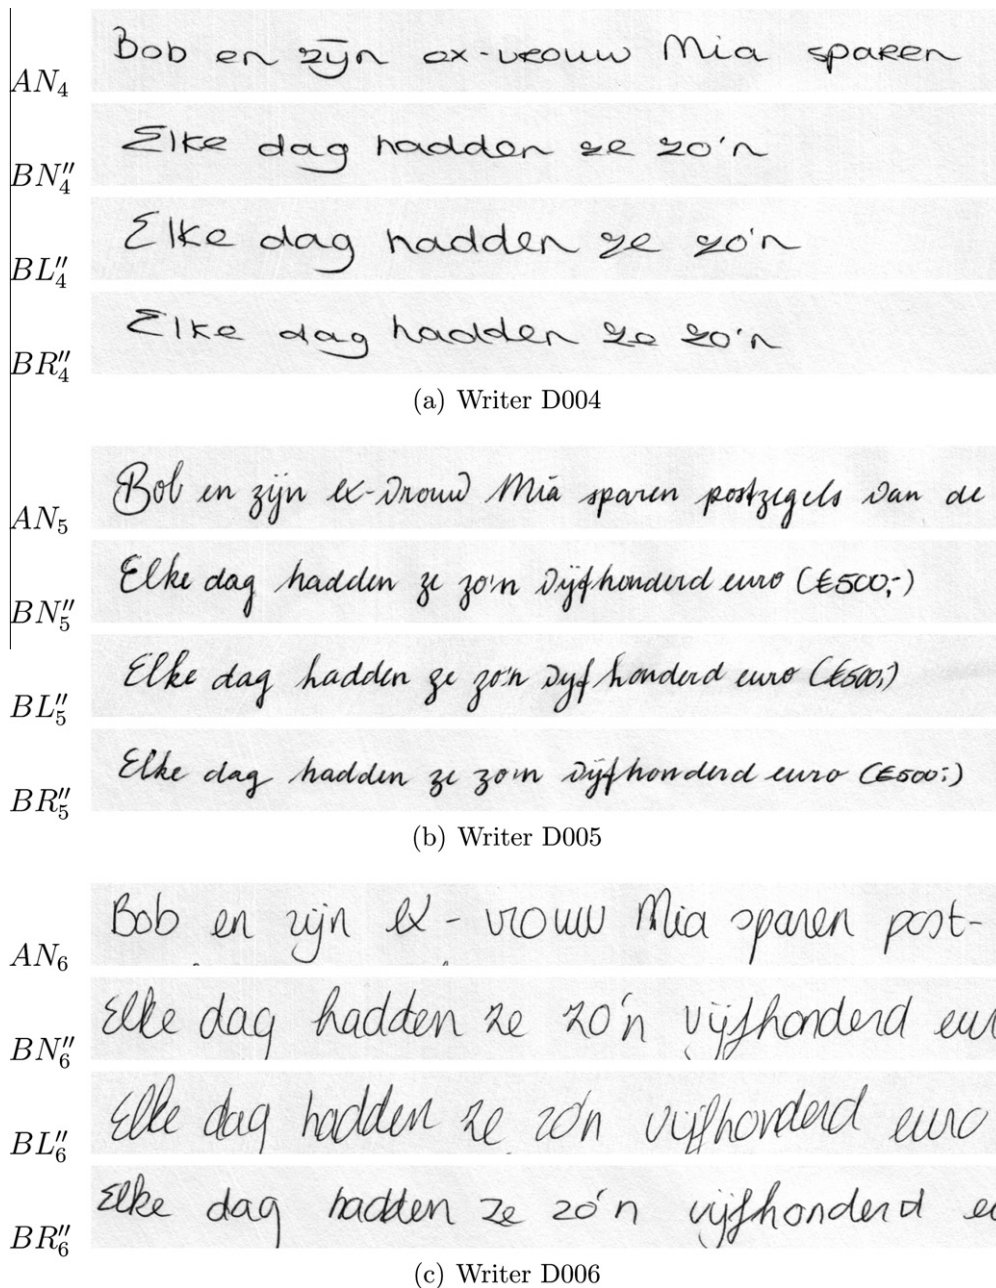 AN₄ Bob en zijn ex-vrouw Mia sparen
BN″₄ Elke dag hadden ze zo'n
BL″₄ Elke dag hadden ze zo'n
BR″₄ Elke dag hadden ze zo'n
(a) Writer D004
AN₅ Bob en zijn ex-vrouw Mia sparen postzegels van de
BN″₅ Elke dag hadden ze zo'n vijfhonderd euro (€500,-)
BL″₅ Elke dag hadden ze zo'n vijfhonderd euro (€500,-)
BR″₅ Elke dag hadden ze zo'n vijfhonderd euro (€500,-)
(b) Writer D005
AN₆ Bob en zijn ex-vrouw Mia sparen post-
BN″₆ Elke dag hadden ze zo'n vijfhonderd eur
BL″₆ Elke dag hadden ze zo'n vijfhonderd euro
BR″₆ Elke dag hadden ze zo'n vijfhonderd eu
(c) Writer D006